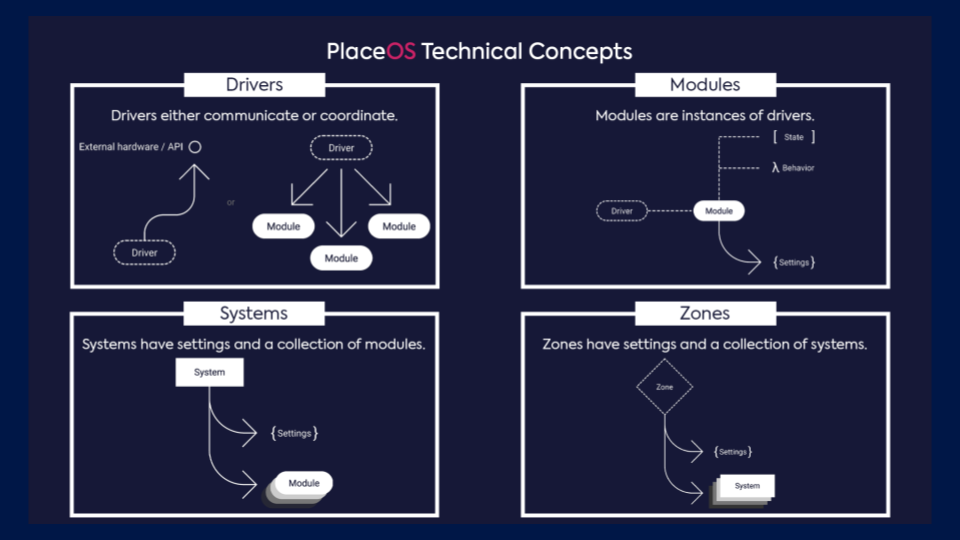 PlaceOS Technical Concepts
Drivers
Drivers either communicate or coordinate.
External hardware / API
Driver
or
Driver
Module
Module
Module
Modules
Modules are instances of drivers.
[ State ]
λ Behavior
Driver
Module
{Settings}
Systems
Systems have settings and a collection of modules.
System
{Settings}
Module
Zones
Zones have settings and a collection of systems.
Zone
{Settings}
System